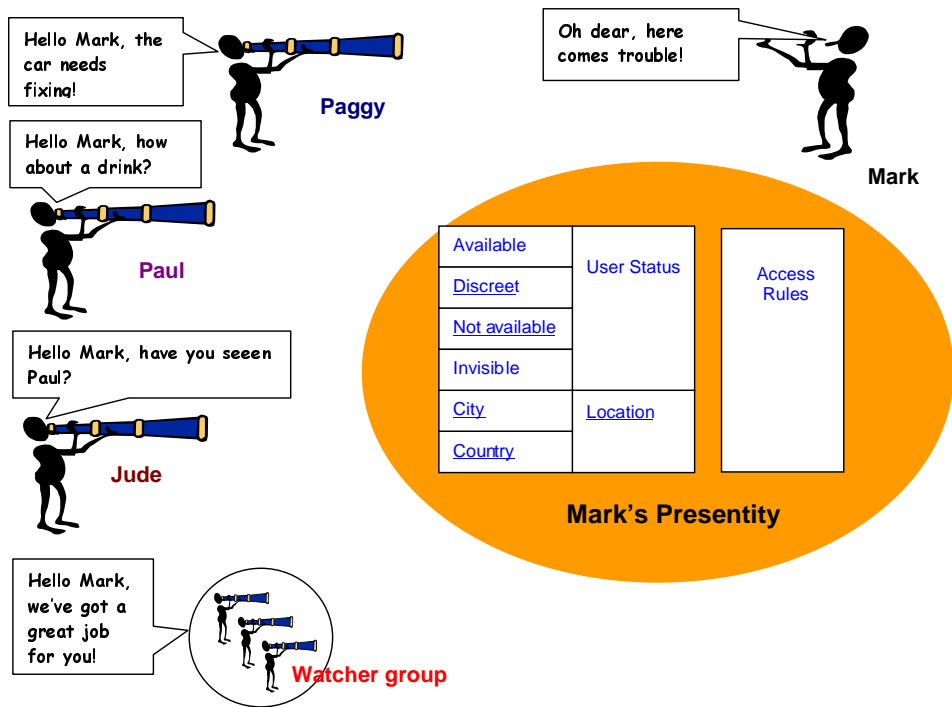 Hello Mark, the
car needs
fixing!
Paggy
Oh dear, here
comes trouble!
Mark
Hello Mark, how
about a drink?
Paul
Hello Mark, have you seeen
Paul?
Jude
Hello Mark,
we've got a
great job
for you!
Watcher group
Available
Discreet
Not available
Invisible
City
Country
User Status
Location
Access
Rules
Mark's Presentity